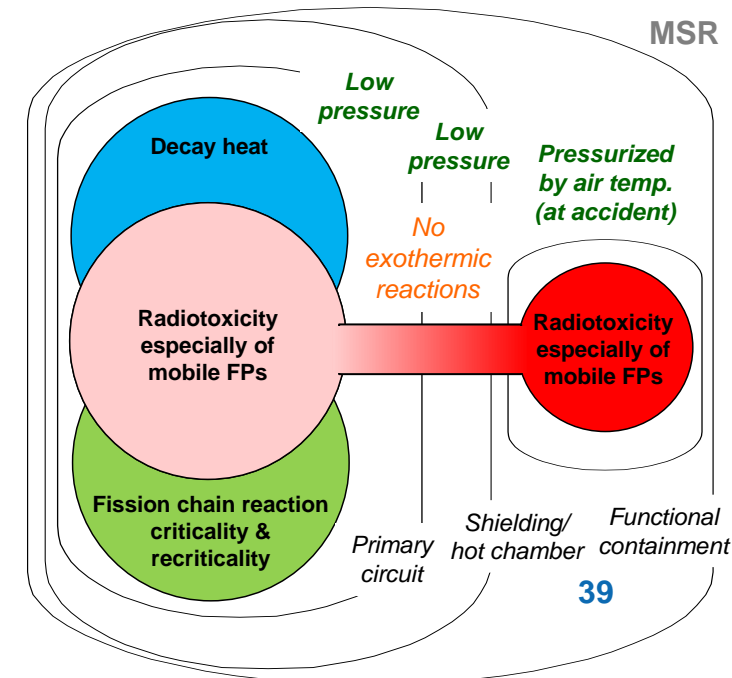 MSR
Low
pressure
Low
pressure
Pressurized
by air temp.
(at accident)
Decay heat
No
exothermic
reactions
Radiotoxicity
especially of
mobile FPs
Radiotoxicity
especially of
mobile FPs
Fission chain reaction
criticality &
recriticality
Primary
circuit
Shielding/
hot chamber
Functional
containment
39